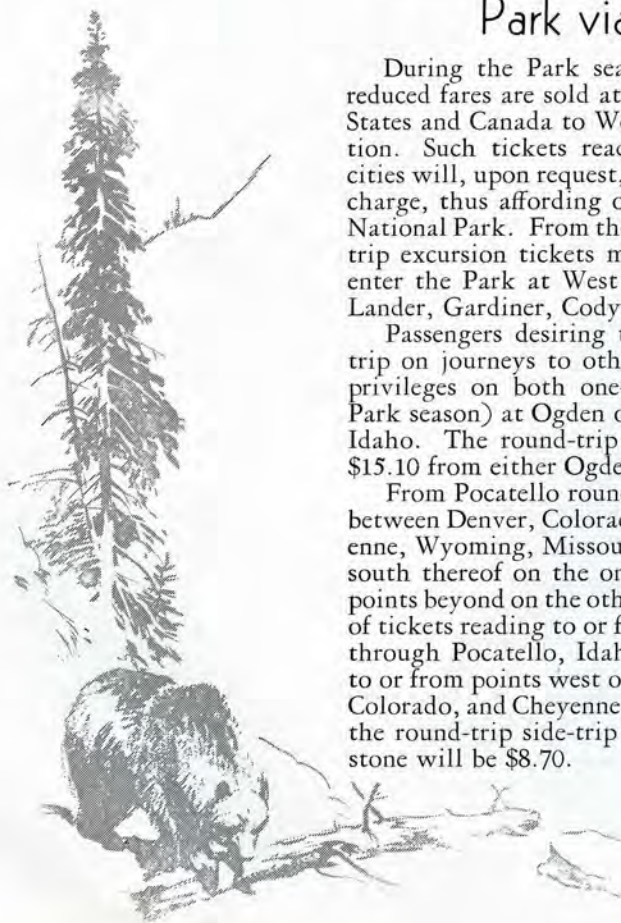 Park via
During the Park sea
reduced fares are sold at
States and Canada to We
tion. Such tickets read
cities will, upon request,
charge, thus affording o
National Park. From th
trip excursion tickets m
enter the Park at West
Lander, Gardiner, Cody
Passengers desiring t
trip on journeys to oth
privileges on both one-
Park season) at Ogden o
Idaho. The round-trip
$15.10 from either Ogde
From Pocatello roun
between Denver, Colorad
enne, Wyoming, Missou
south thereof on the on
points beyond on the oth
of tickets reading to or f
through Pocatello, Idah
to or from points west o
Colorado, and Cheyenne
the round-trip side-trip
stone will be $8.70.